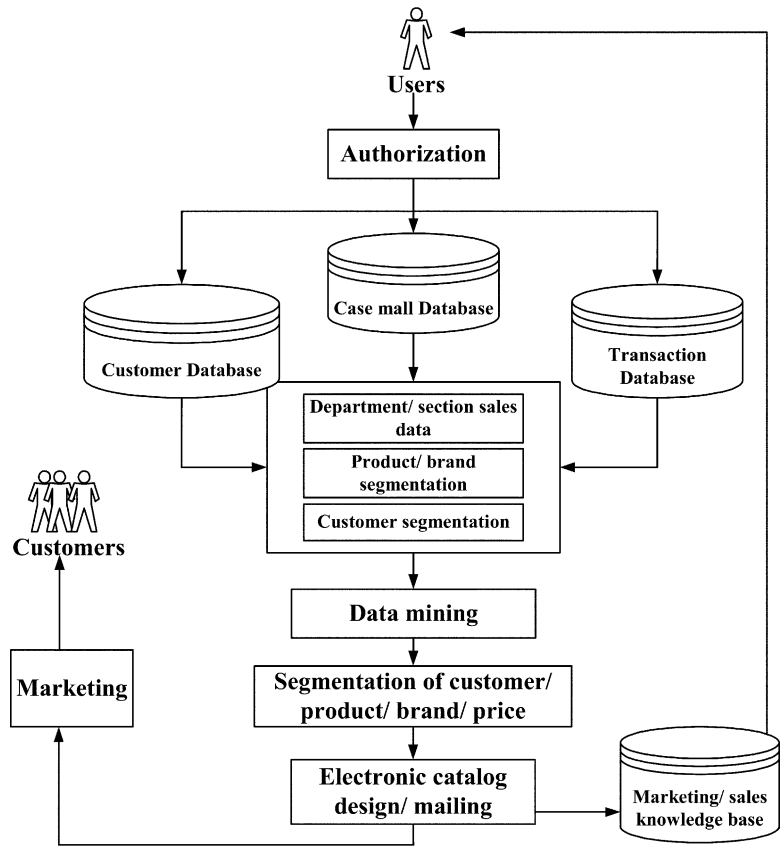 Users
Authorization
Case mall Database
Customer Database
Transaction
Database
Department/ section sales
data
Product/ brand
segmentation
Customer segmentation
Customers
Data mining
Marketing
Segmentation of customer/
product/ brand/ price
Electronic catalog
design/ mailing
Marketing/ sales
knowledge base